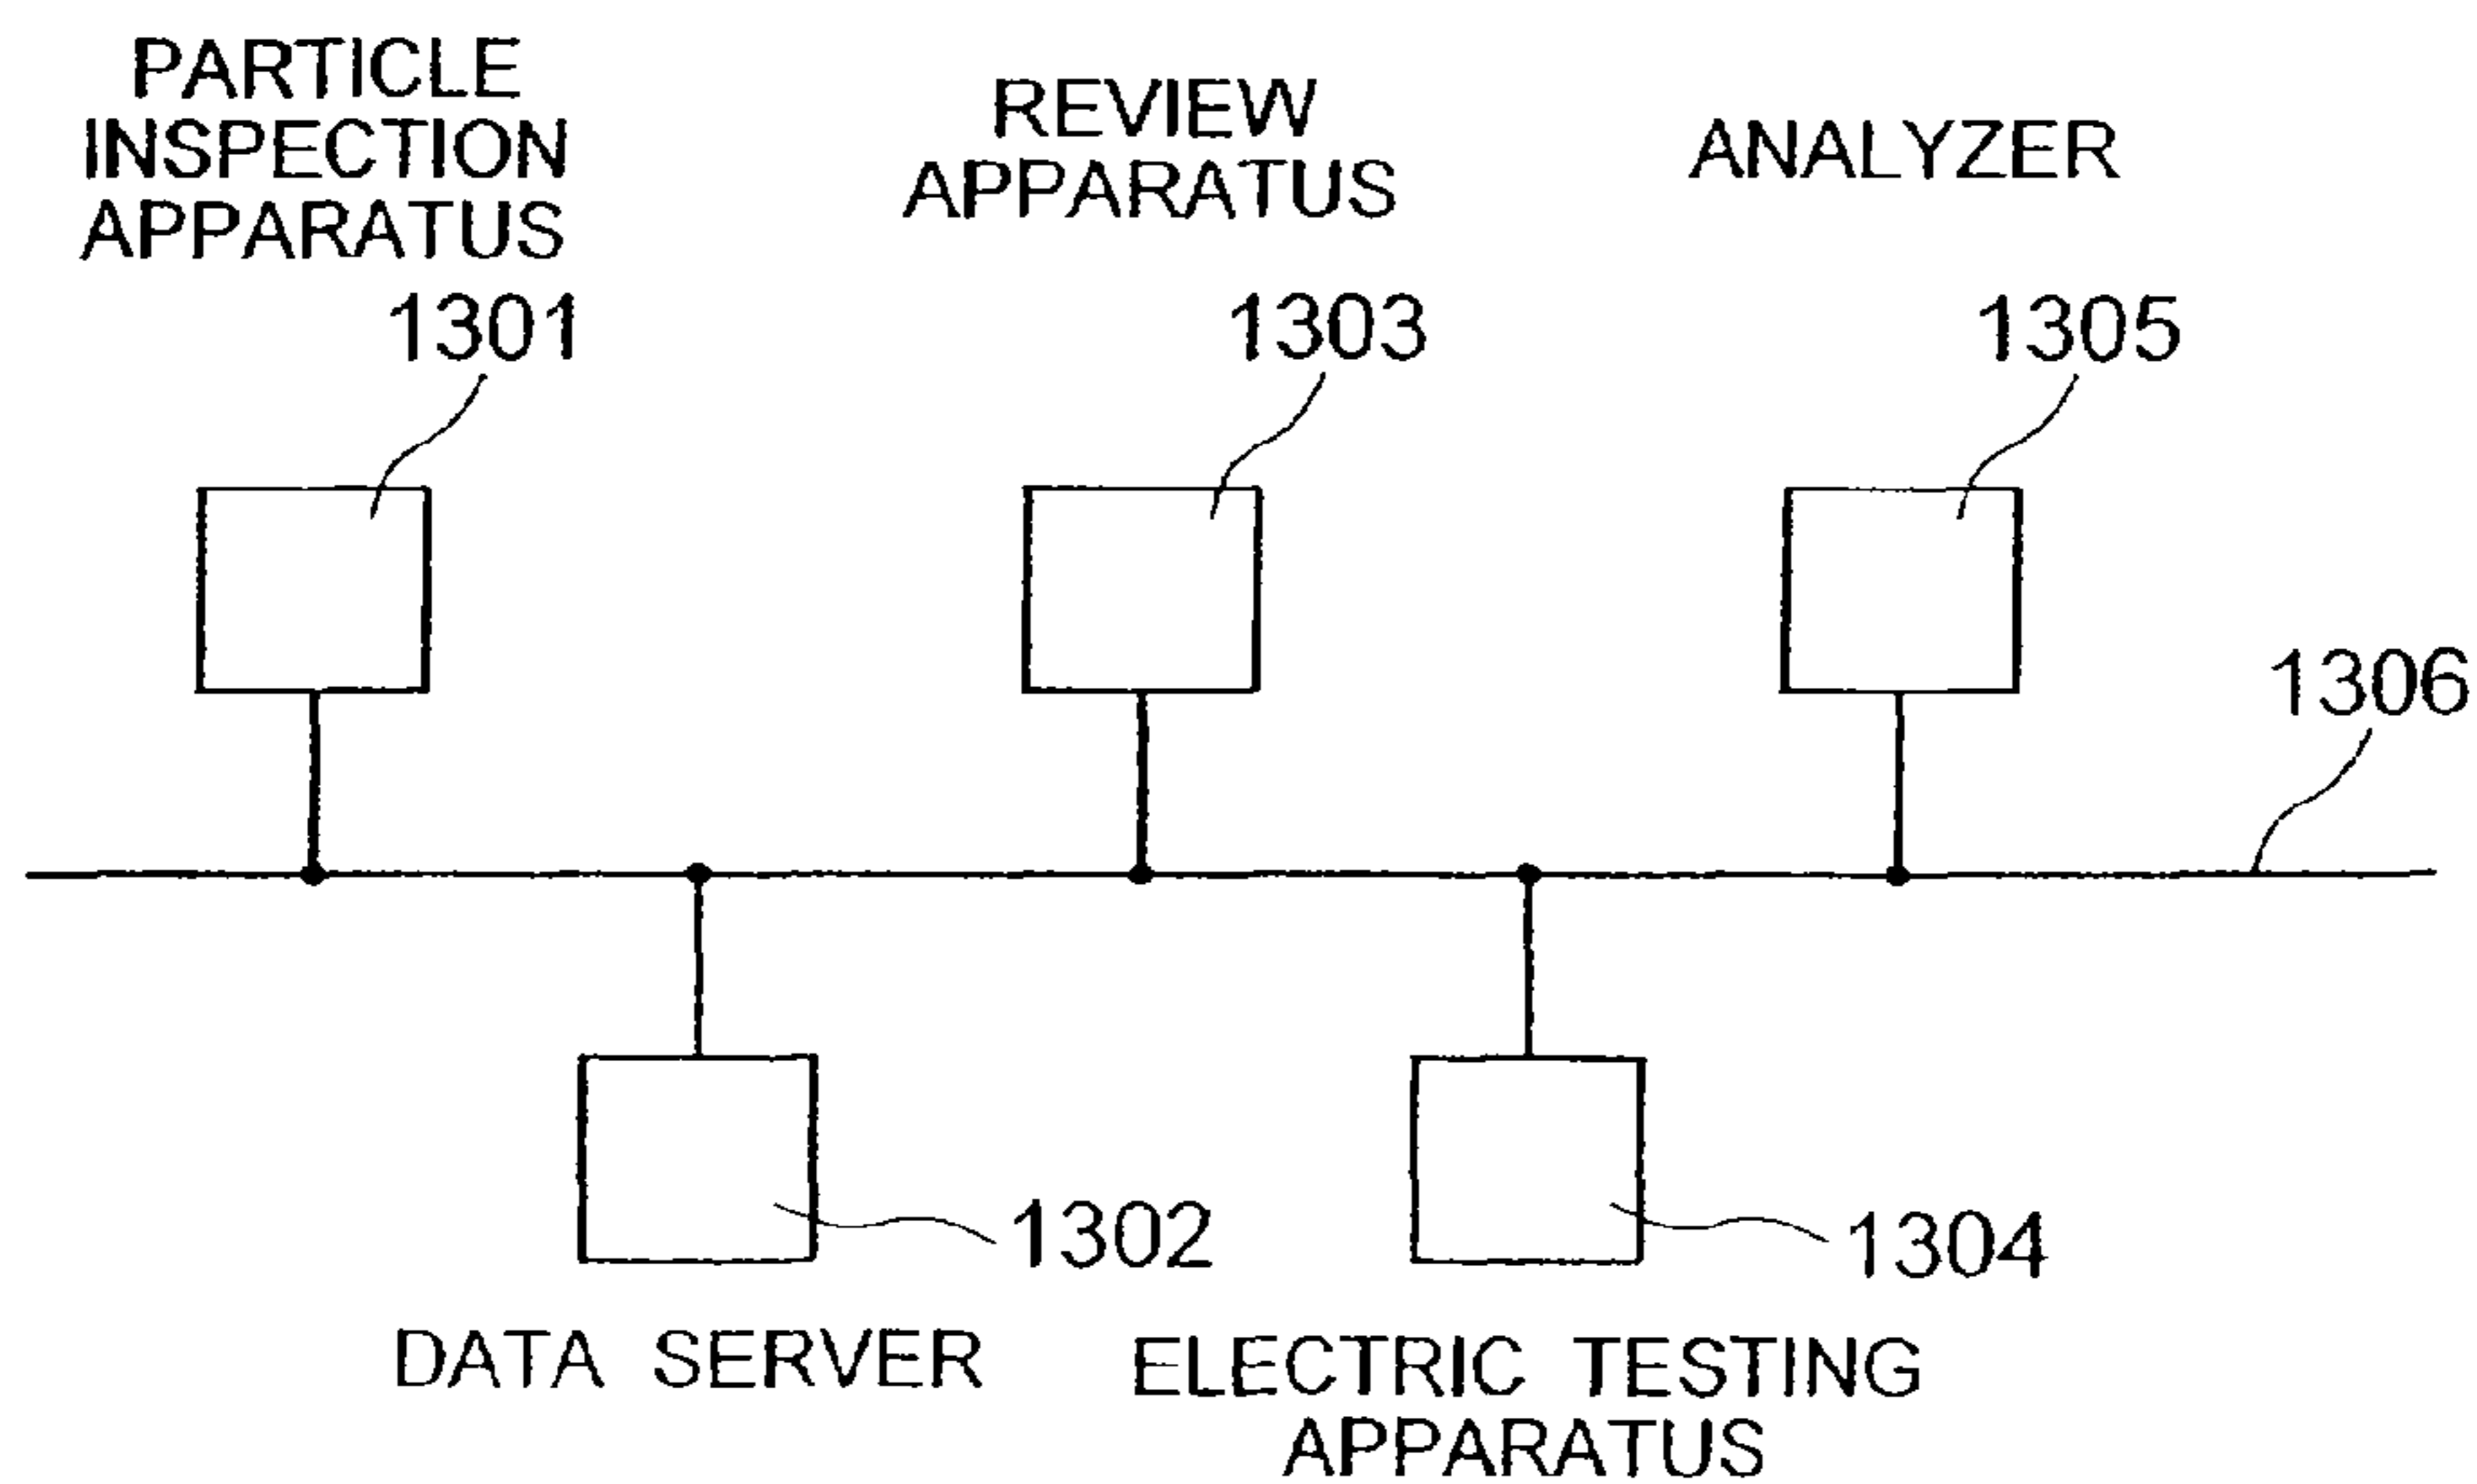 PARTICLE
INSPECTION
APPARATUS
1301
REVIEW
APPARATUS
1303
ANALYZER
1305
1306
1302
DATA SERVER
1304
ELECTRIC TESTING
APPARATUS